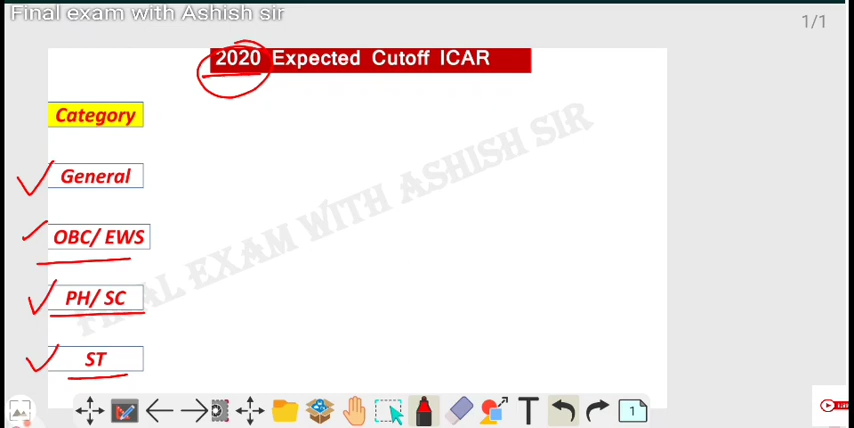 Final exam with Ashish sir
1/1
2020 Expected Cutoff ICAR
Category
General
OBC/ EWS
PH/ SC
ST
FINAL EXAM WITH ASHISH SIR
T
1